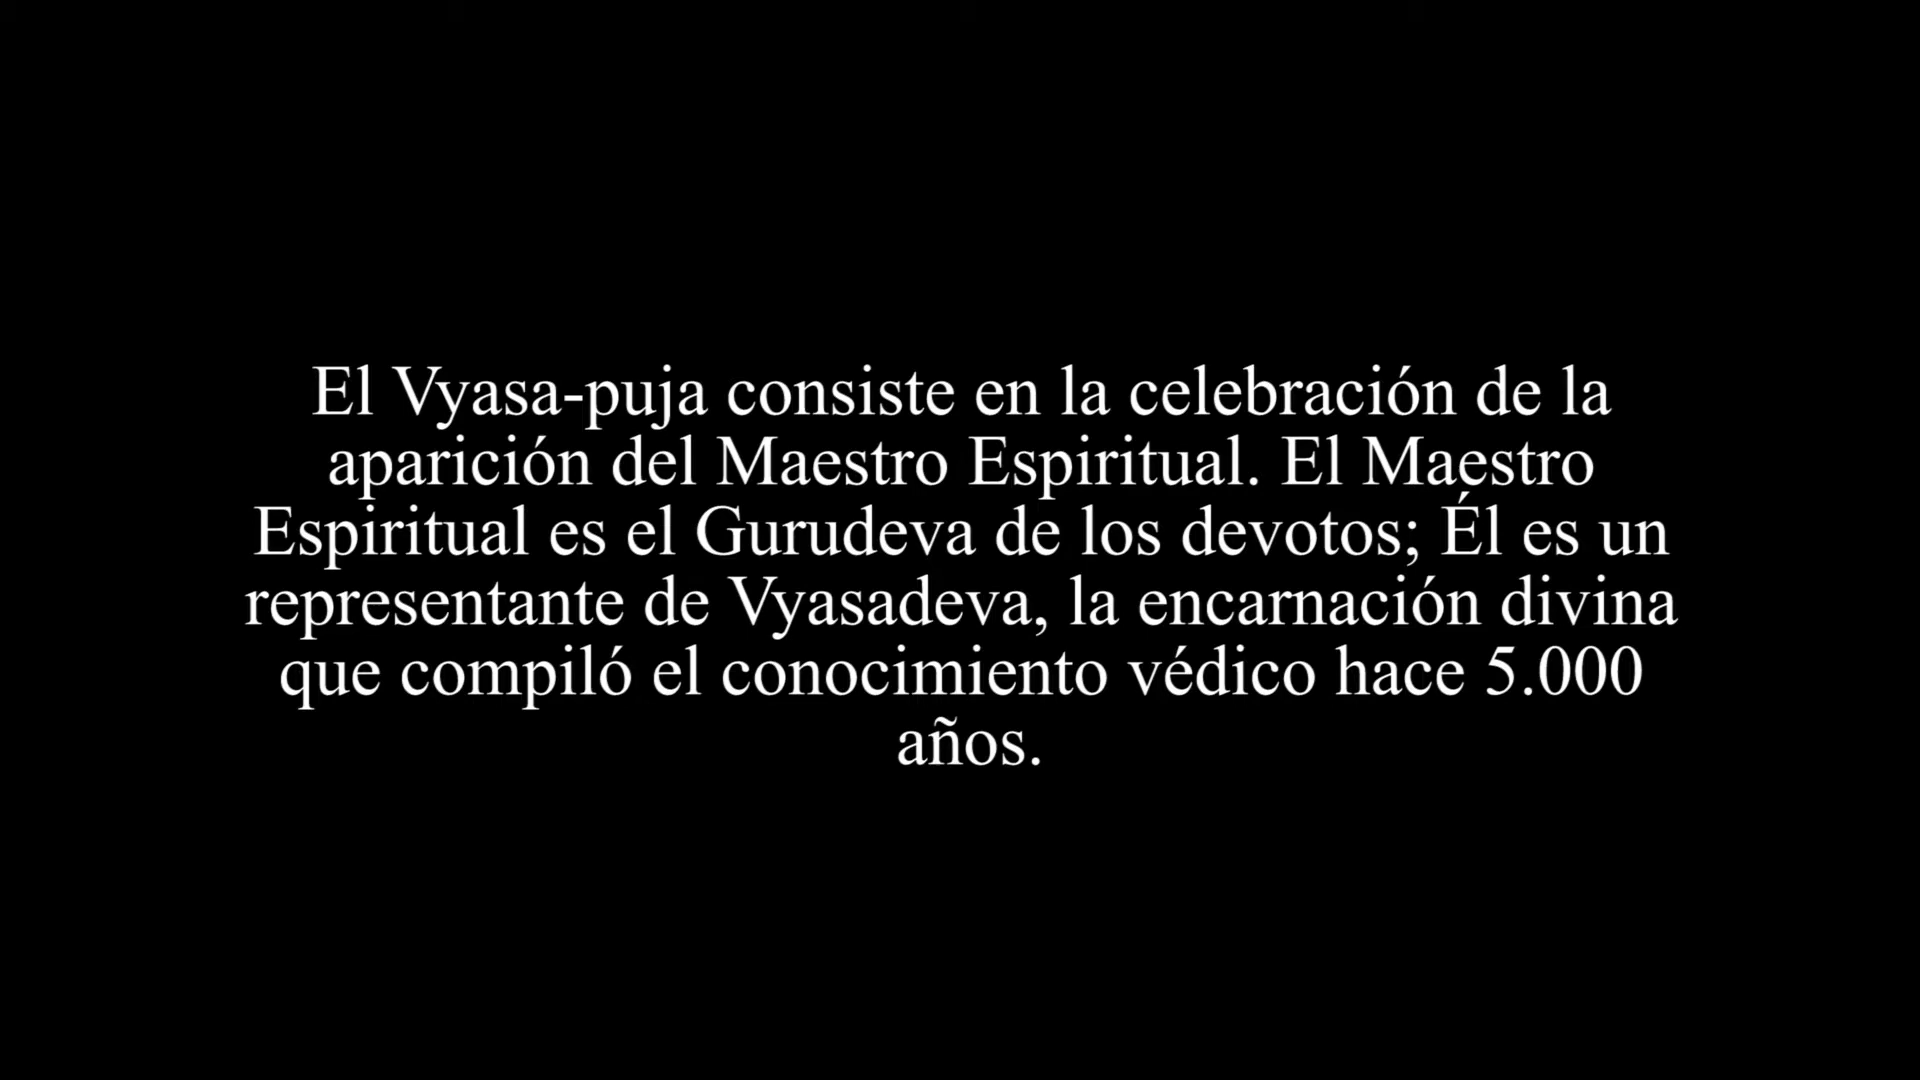 El Vyasa-puja consiste en la celebración de la
aparición del Maestro Espiritual. El Maestro
Espiritual es el Gurudeva de los devotos; Él es un
representante de Vyasadeva, la encarnación divina
que compiló el conocimiento védico hace 5.000
años.